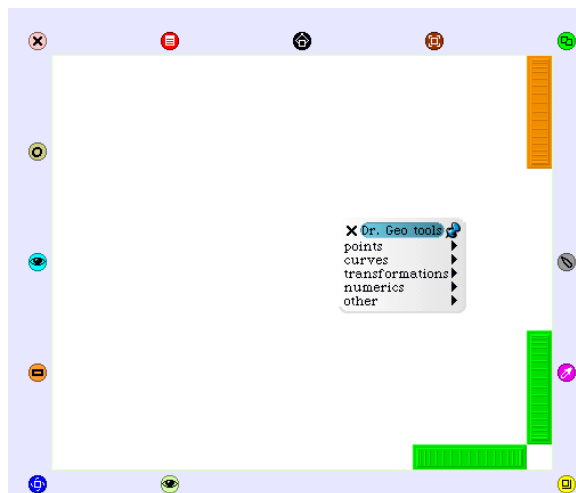 Dr. Geo tools
points
curves
transformations
numerics
other